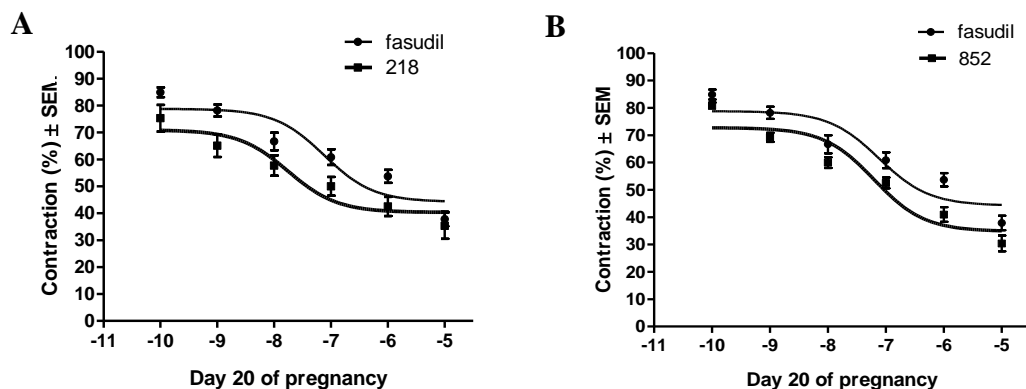 A
fasudil
218
Contraction (%) ± SEM.
100
90
80
70
60
50
40
30
20
10
0
-11 -10 -9 -8 -7 -6 -5
Day 20 of pregnancy
B
fasudil
852
Contraction (%) ± SEM
100
90
80
70
60
50
40
30
20
10
0
-11 -10 -9 -8 -7 -6 -5
Day 20 of pregnancy